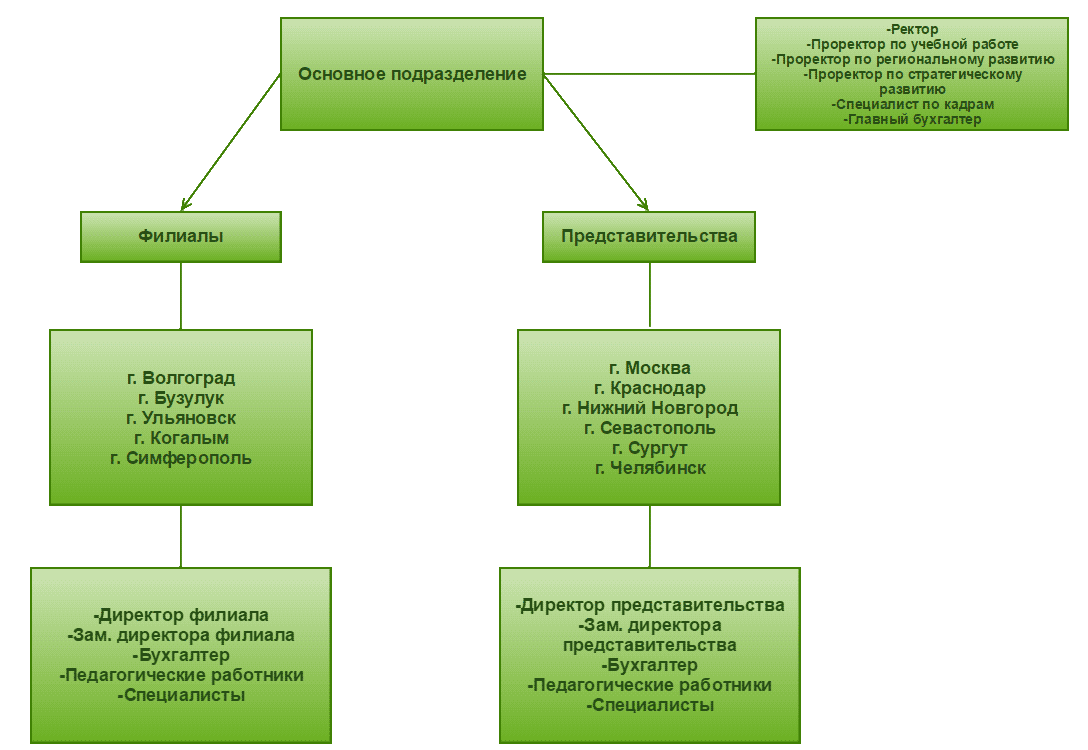 Основное подразделение
-Ректор
-Проректор по учебной работе
-Проректор по региональному развитию
-Проректор по стратегическому
развитию
-Специалист по кадрам
-Главный бухгалтер
Филиалы
Представительства
г. Волгоград
г. Бузулук
г. Ульяновск
г. Когалым
г. Симферополь
г. Москва
г. Краснодар
г. Нижний Новгород
г. Севастополь
г. Сургут
г. Челябинск
-Директор филиала
-Зам. директора филиала
-Бухгалтер
-Педагогические работники
-Специалисты
-Директор представительства
-Зам. директора
представительства
-Бухгалтер
-Педагогические работники
-Специалисты